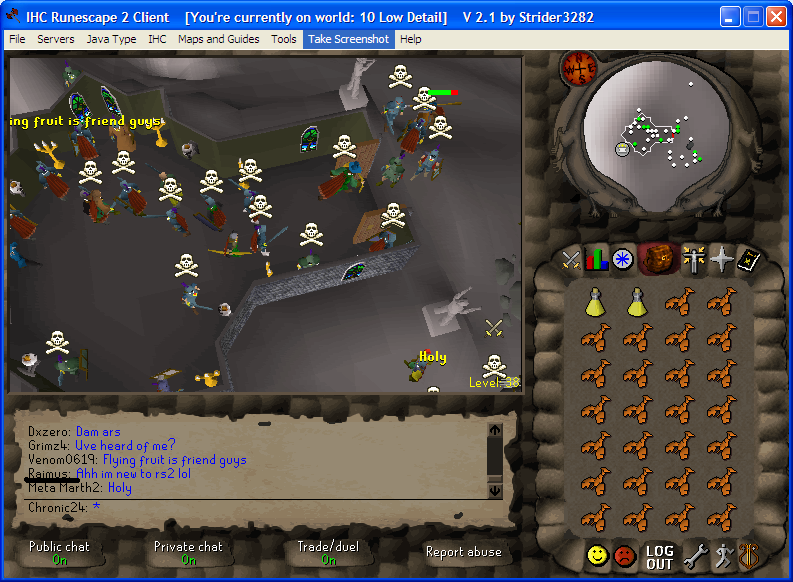 IHC Runescape 2 Client [You're currently on world: 10 Low Detail] V 2.1 by Strider3282
File Servers Java Type IHC Maps and Guides Tools Take Screenshot Help
ing fruit is friend guys
Holy
Level: 38
Dxzero: Dam ars
Grimz4: Uve heard of me?
Venom0619: Flying fruit is friend guys
Raimus: Ahh im new to rs2 lol
Meta Marth2: Holy
Chronic24: *
Public chat
On
Private chat
On
Trade/duel
On
Report abuse
LOG
OUT